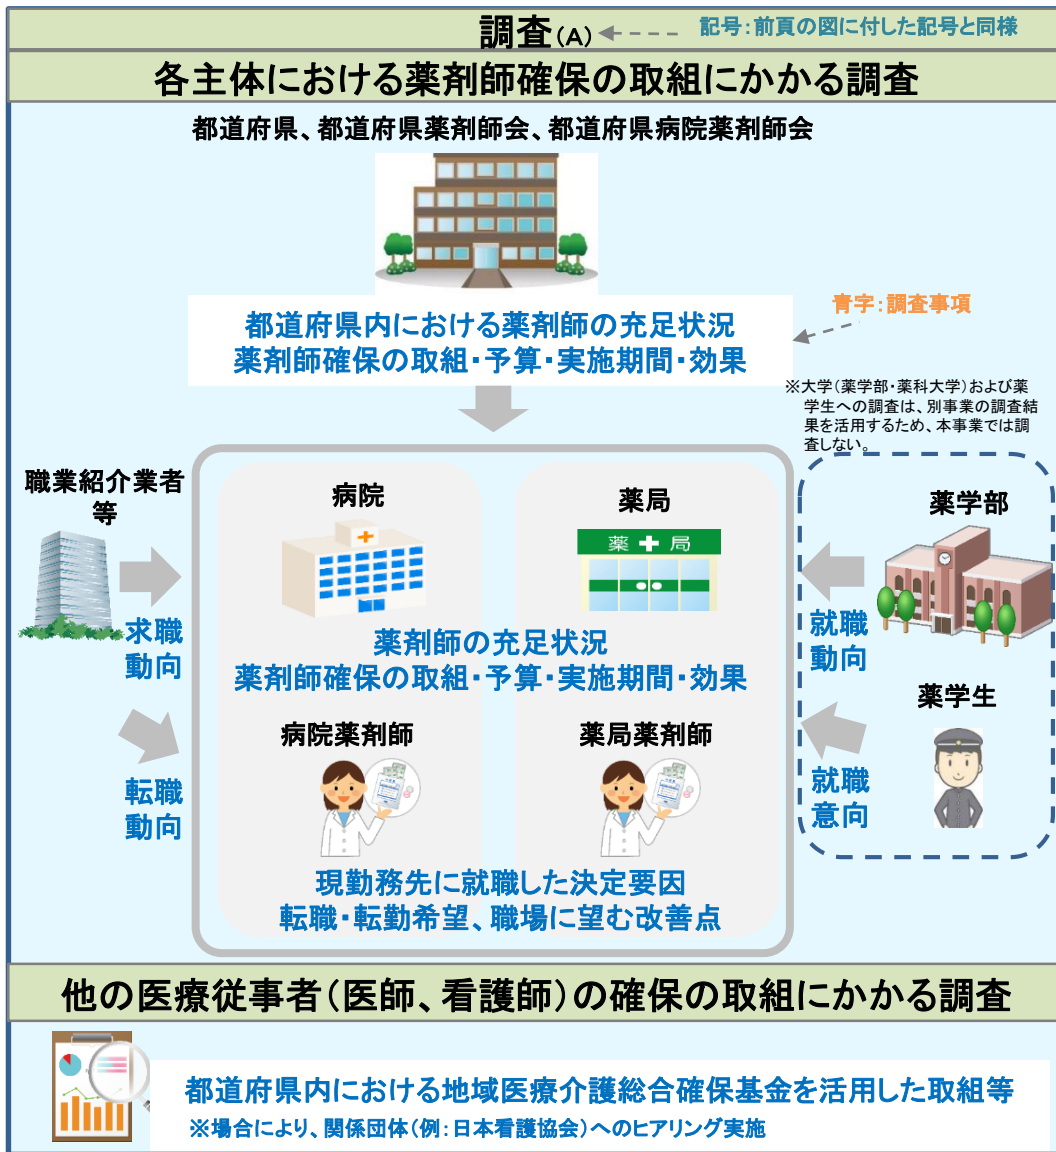 調査(A)
記号:前頁の図に付した記号と同様
各主体における薬剤師確保の取組にかかる調査
都道府県、都道府県薬剤師会、都道府県病院薬剤師会
都道府県内における薬剤師の充足状況
薬剤師確保の取組・予算・実施期間・効果
青字:調査事項
※大学(薬学部・薬科大学)および薬
学生への調査は、別事業の調査結
果を活用するため、本事業では調
査しない。
職業紹介業者
等
求職
動向
転職
動向
病院
薬局
薬局
薬剤師の充足状況
薬剤師確保の取組・予算・実施期間・効果
病院薬剤師
薬局薬剤師
現勤務先に就職した決定要因
転職・転勤希望、職場に望む改善点
薬学部
就職
動向
薬学生
就職
意向
他の医療従事者(医師、看護師)の確保の取組にかかる調査
都道府県内における地域医療介護総合確保基金を活用した取組等
※場合により、関係団体(例:日本看護協会)へのヒアリング実施